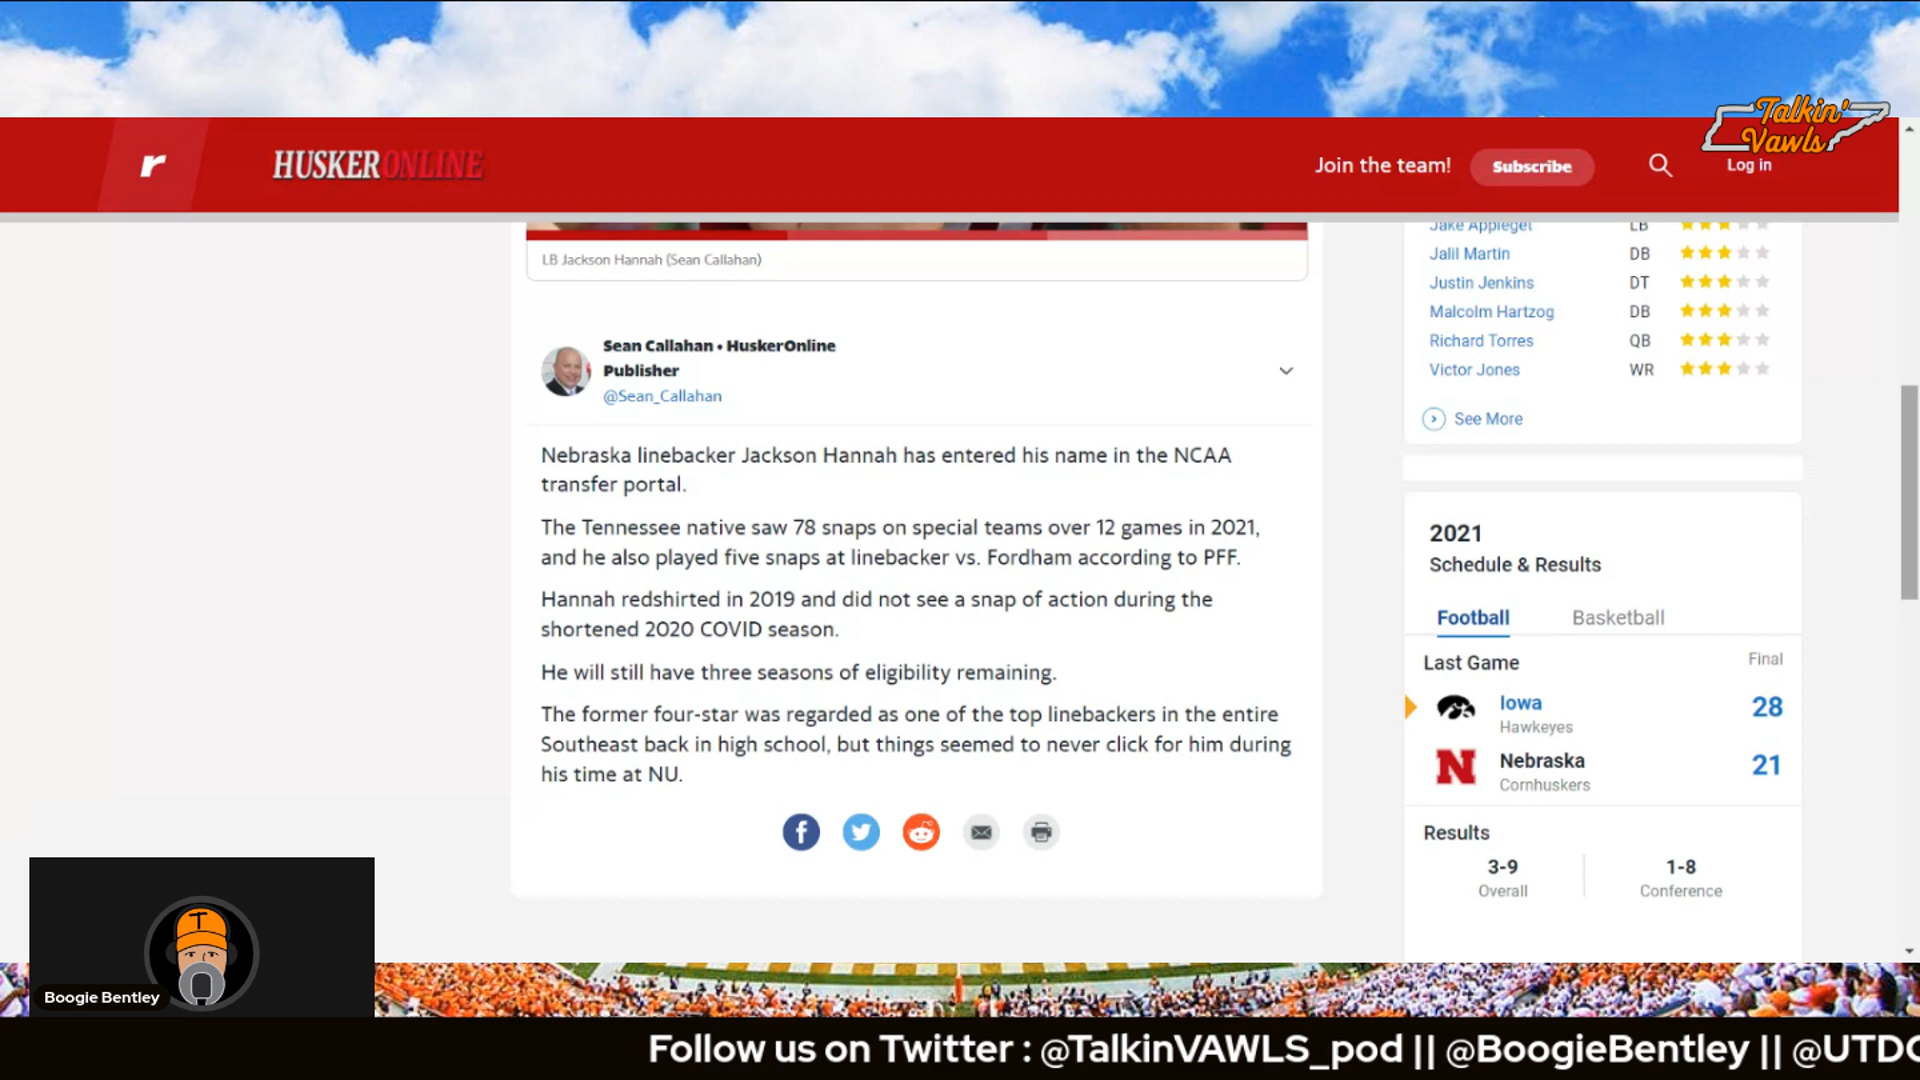 Talkin'
Vawls
HUSKER ONLINE
Join the team!
Subscribe
Log in
LB Jackson Hannah (Sean Callahan)
Sean Callahan • HuskerOnline
Publisher
@Sean_Callahan
Nebraska linebacker Jackson Hannah has entered his name in the NCAA
transfer portal.
The Tennessee native saw 78 snaps on special teams over 12 games in 2021,
and he also played five snaps at linebacker vs. Fordham according to PFF.
Hannah redshirted in 2019 and did not see a snap of action during the
shortened 2020 COVID season.
He will still have three seasons of eligibility remaining.
The former four-star was regarded as one of the top linebackers in the entire
Southeast back in high school, but things seemed to never click for him during
his time at NU.
Jake Appleget LB
Jalil Martin DB
Justin Jenkins DT
Malcolm Hartzog DB
Richard Torres QB
Victor Jones WR
See More
2021
Schedule & Results
Football Basketball
Last Game Final
Iowa 28
Hawkeyes
Nebraska 21
Cornhuskers
Results
3-9 1-8
Overall Conference
T
Boogie Bentley
Follow us on Twitter : @TalkinVAWLS_pod || @BoogieBentley || @UTDC